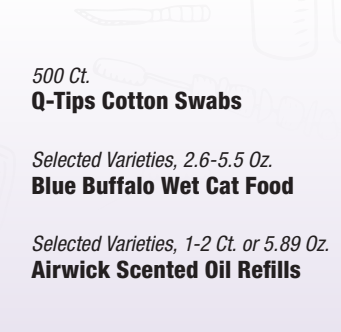 500 Ct.
Q-Tips Cotton Swabs
Selected Varieties, 2.6-5.5 Oz.
Blue Buffalo Wet Cat Food
Selected Varieties, 1-2 Ct. or 5.89 Oz.
Airwick Scented Oil Refills